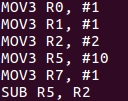 MOV3 R0, #1
MOV3 R1, #1
MOV3 R2, #2
MOV3 R5, #10
MOV3 R7, #1
SUB R5, R2